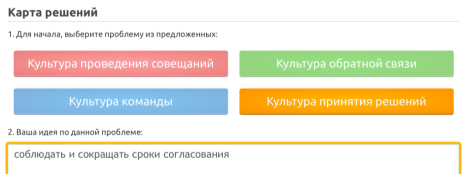 Карта решений
1. Для начала, выберите проблему из предложенных:
Культура проведения совещаний
Культура обратной связи
Культура команды
Культура принятия решений
2. Ваша идея по данной проблеме:
соблюдать и сокращать сроки согласования